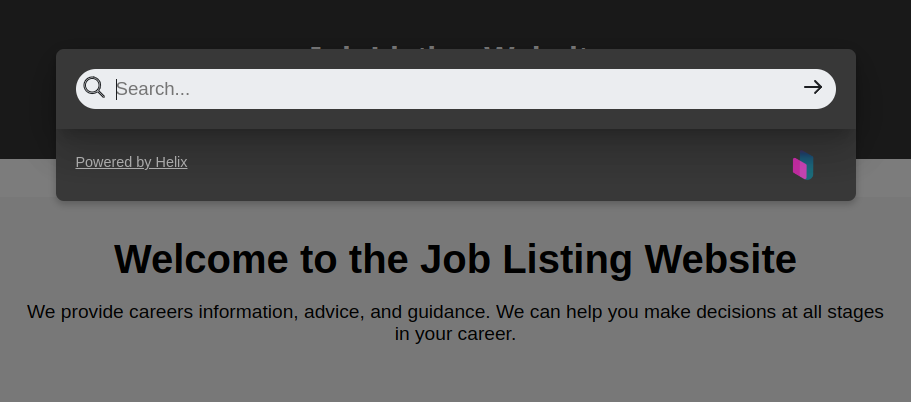 Search...
Powered by Helix
Welcome to the Job Listing Website
We provide careers information, advice, and guidance. We can help you make decisions at all stages
in your career.